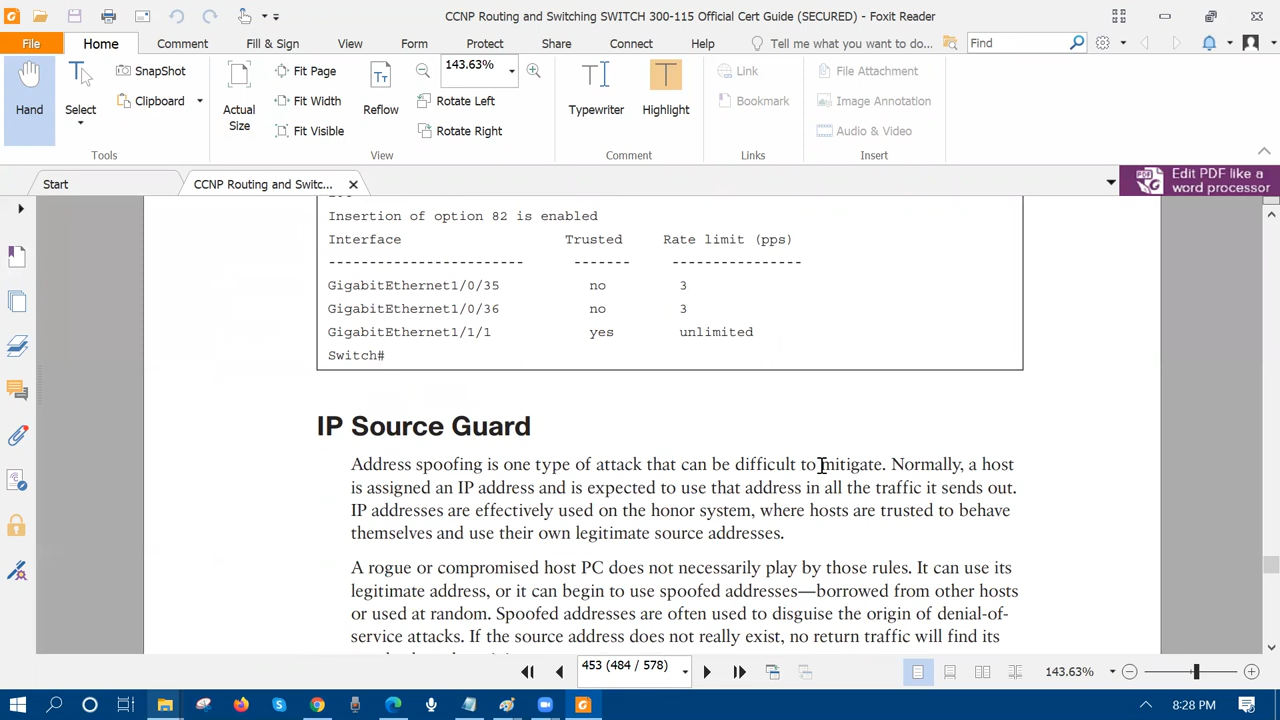 CCNP Routing and Switching SWITCH 300-115 Official Cert Guide (SECURED) - Foxit Reader
File Home Comment Fill & Sign View Form Protect Share Connect Help Tell me what you want to do... Find
Hand
Select
SnapShot
Clipboard
Tools
Actual Size
Fit Page
Fit Width
Fit Visible
Reflow
143.63%
Rotate Left
Rotate Right
View
Typewriter
Highlight
Comment
Link
Bookmark
Links
File Attachment
Image Annotation
Audio & Video
Insert
Start
CCNP Routing and Switc...
Edit PDF like a
word processor
Insertion of option 82 is enabled
Interface Trusted Rate limit (pps)
------------------------ ------- ----------------
GigabitEthernet1/0/35 no 3
GigabitEthernet1/0/36 no 3
GigabitEthernet1/1/1 yes unlimited
Switch#
IP Source Guard
Address spoofing is one type of attack that can be difficult to mitigate. Normally, a host
is assigned an IP address and is expected to use that address in all the traffic it sends out.
IP addresses are effectively used on the honor system, where hosts are trusted to behave
themselves and use their own legitimate source addresses.
A rogue or compromised host PC does not necessarily play by those rules. It can use its
legitimate address, or it can begin to use spoofed addresses—borrowed from other hosts
or used at random. Spoofed addresses are often used to disguise the origin of denial-of-
service attacks. If the source address does not really exist, no return traffic will find its
453 (484 / 578)
143.63%
8:28 PM